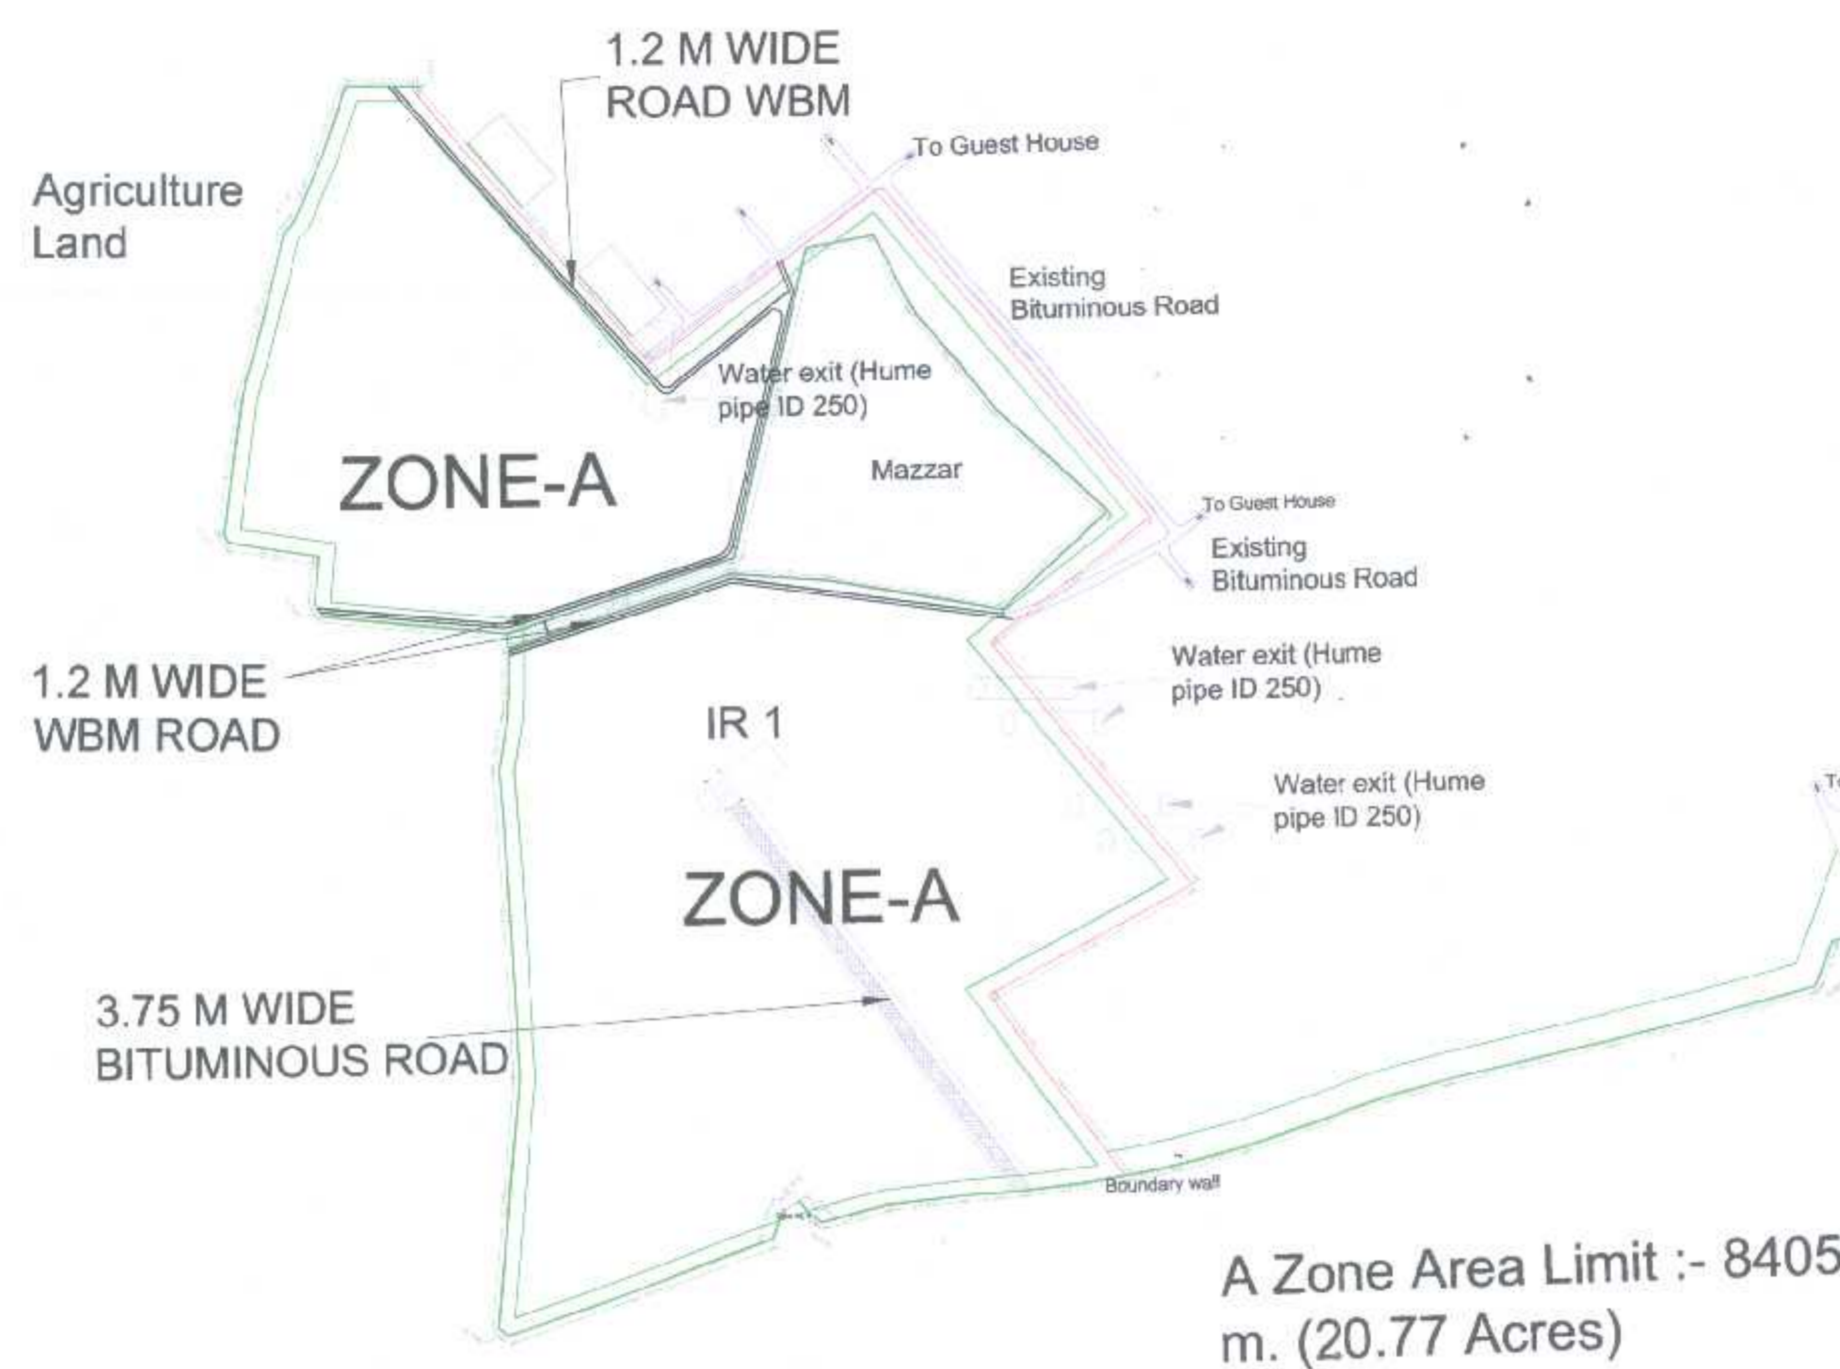 1.2 M WIDE
ROAD WBM
To Guest House
Agriculture
Land
Existing
Bituminous Road
Water exit (Hume
pipe ID 250)
ZONE-A
Mazzar
To Guest House
Existing
Bituminous Road
1.2 M WIDE
WBM ROAD
Water exit (Hume
pipe ID 250)
IR 1
Water exit (Hume
pipe ID 250)
ZONE-A
3.75 M WIDE
BITUMINOUS ROAD
Boundary wall
A Zone Area Limit :- 8405
m. (20.77 Acres)